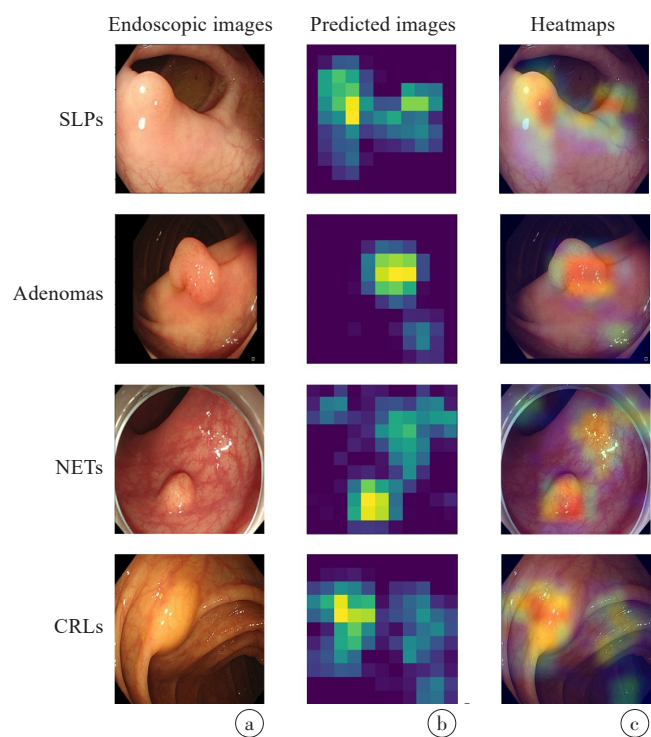 Endoscopic images Predicted images Heatmaps
SLPs
Adenomas
NETs
CRLs
a b c